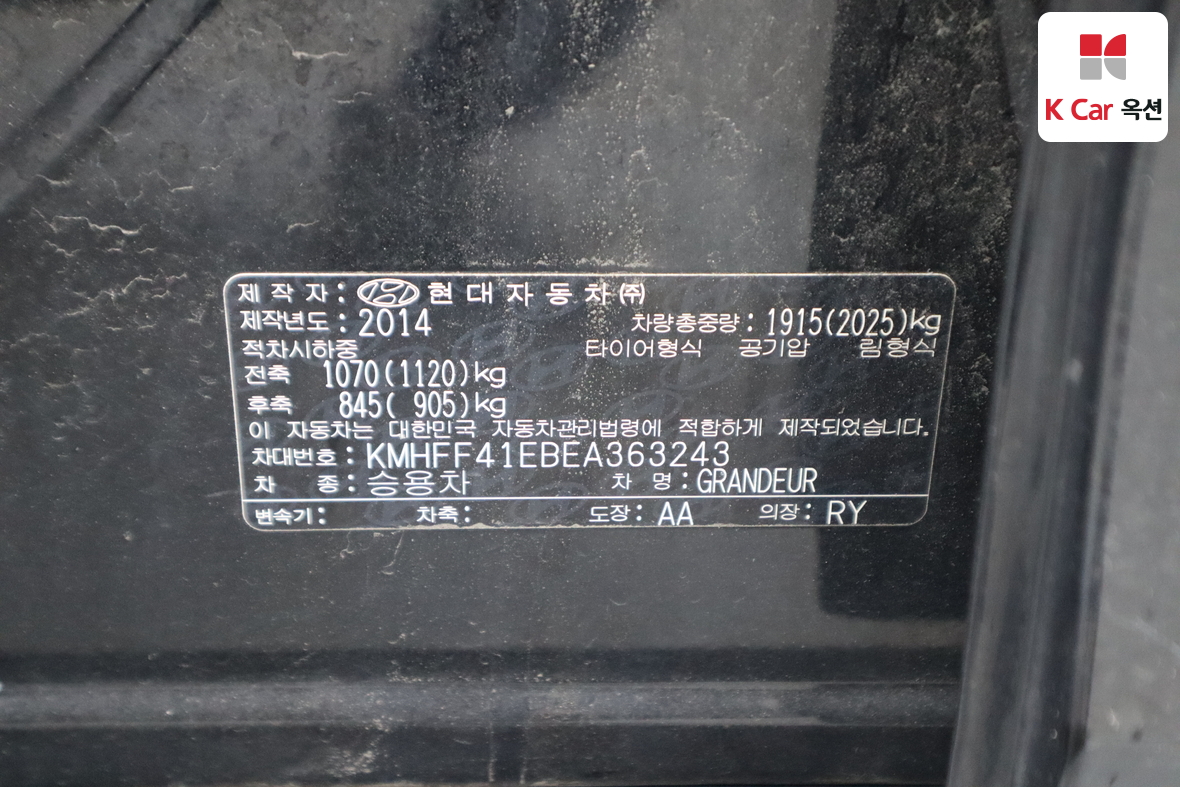 K Car 옥션
제 작 자 : 현 대 자 동 차 ㈜
제작년도 : 2014 차량총중량 : 1915(2025)kg
적차시하중 타이어형식 공기압 림형식
전축 1070(1120)kg
후축 845( 905)kg
이 자동차는 대한민국 자동차관리법령에 적합하게 제작되었습니다.
차대번호 : KMHFF41EBEA363243
차 종 : 승용차 차 명 : GRANDEUR
변속기 : 차축 : 도장 : AA 의장 : RY